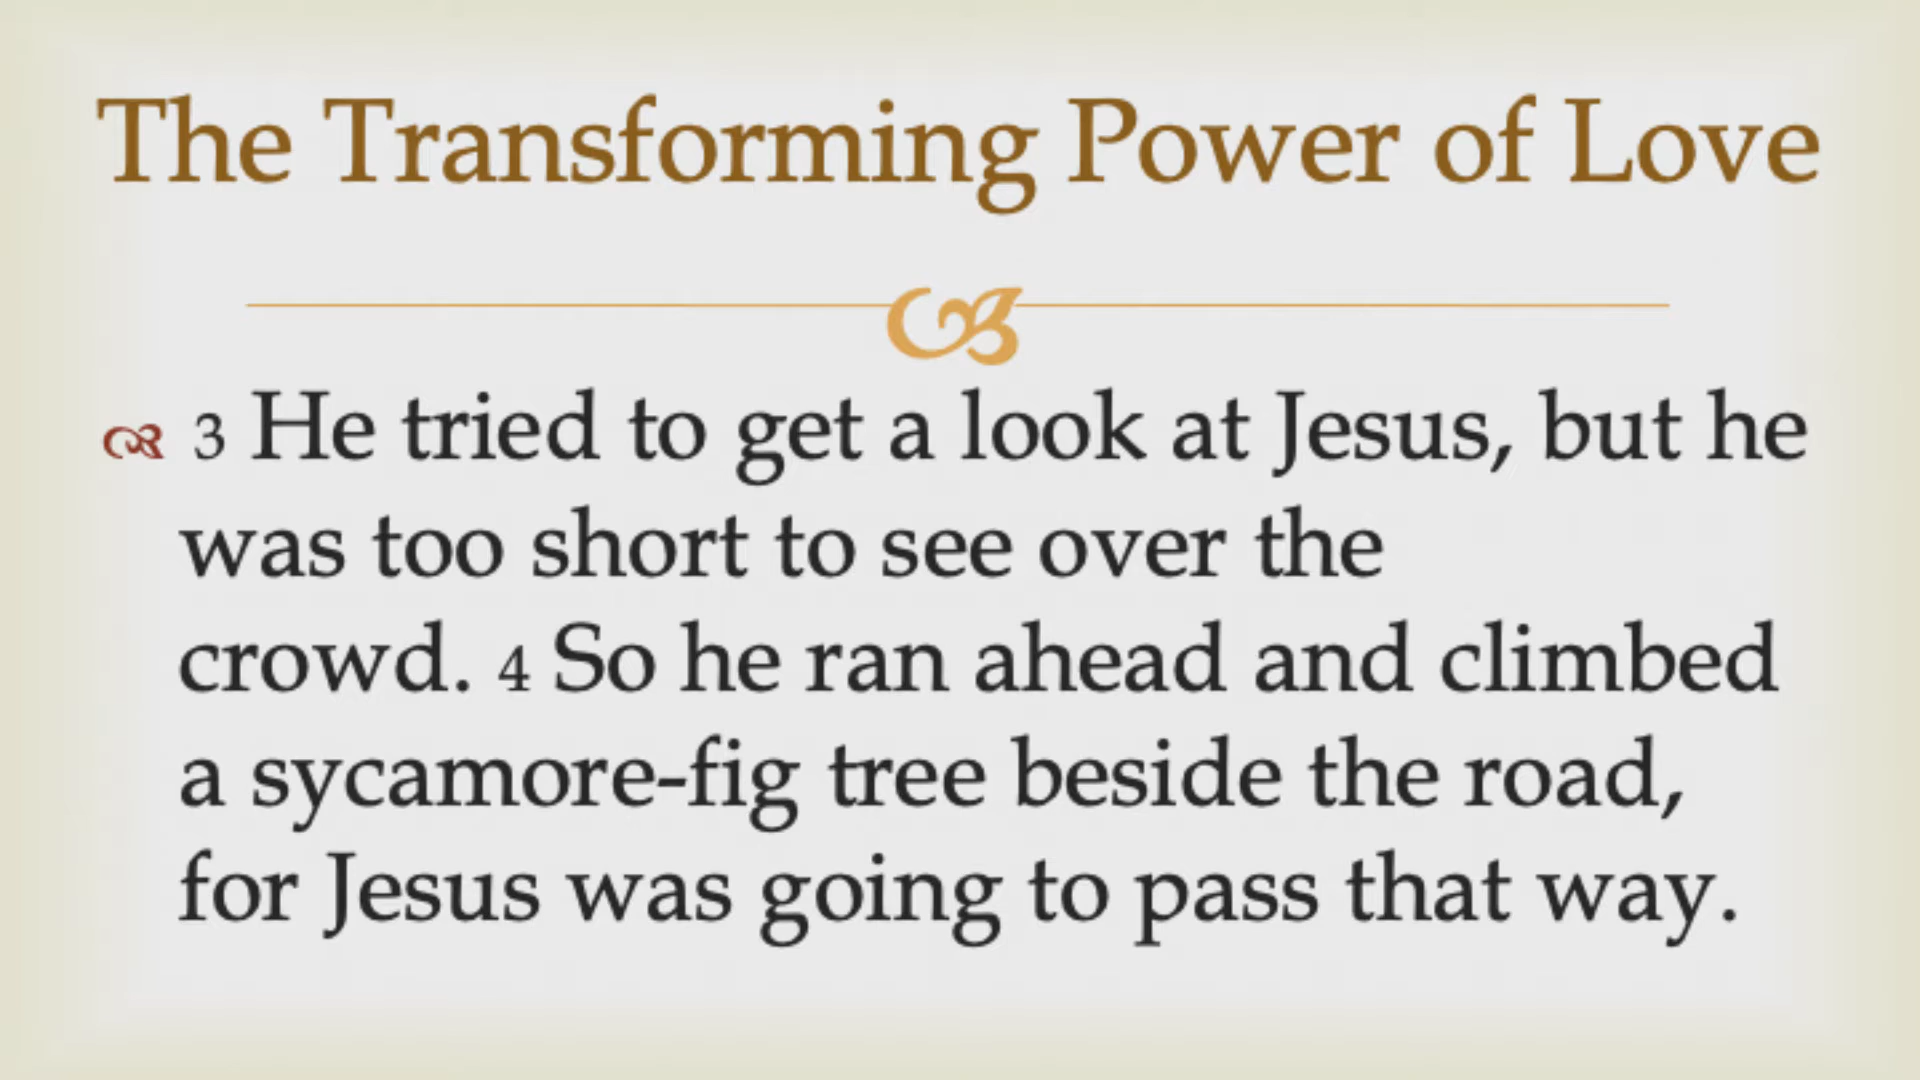 The Transforming Power of Love
3 He tried to get a look at Jesus, but he
was too short to see over the
crowd. 4 So he ran ahead and climbed
a sycamore-fig tree beside the road,
for Jesus was going to pass that way.